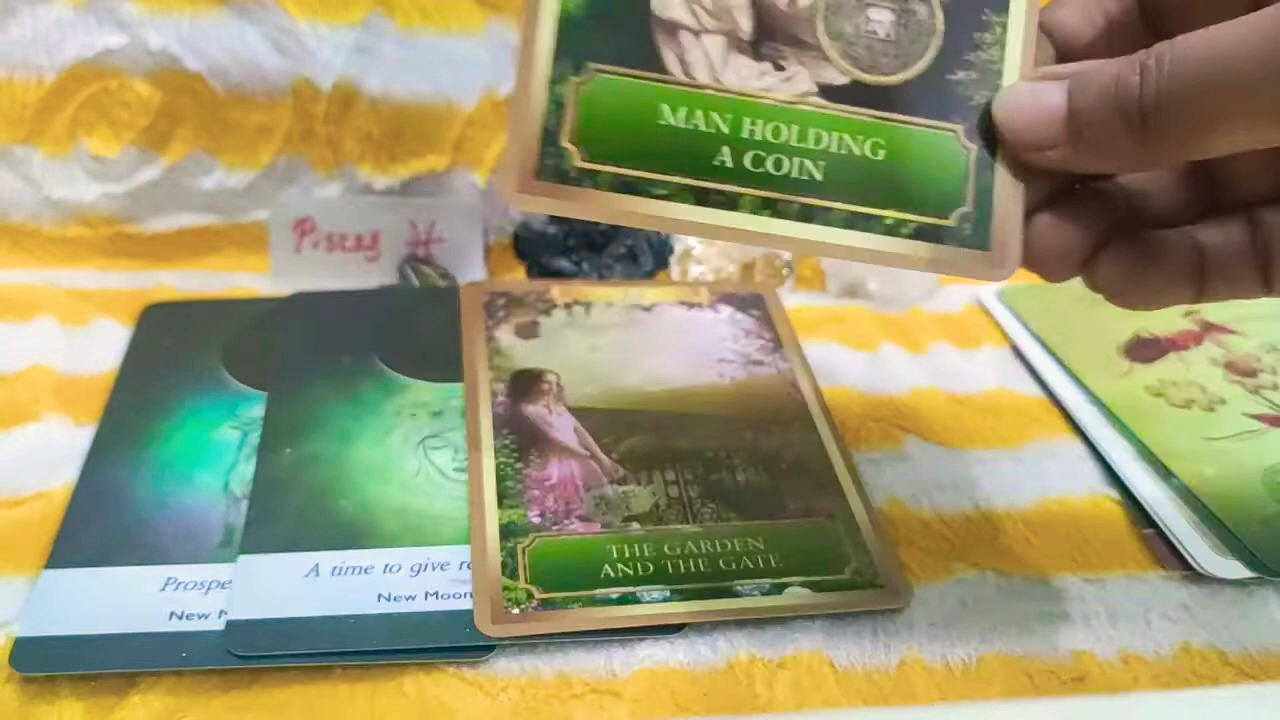 MAN HOLDING
A COIN
Pisces ♓
THE GARDEN
AND THE GATE
Prospe
New M
A time to give
New Moon